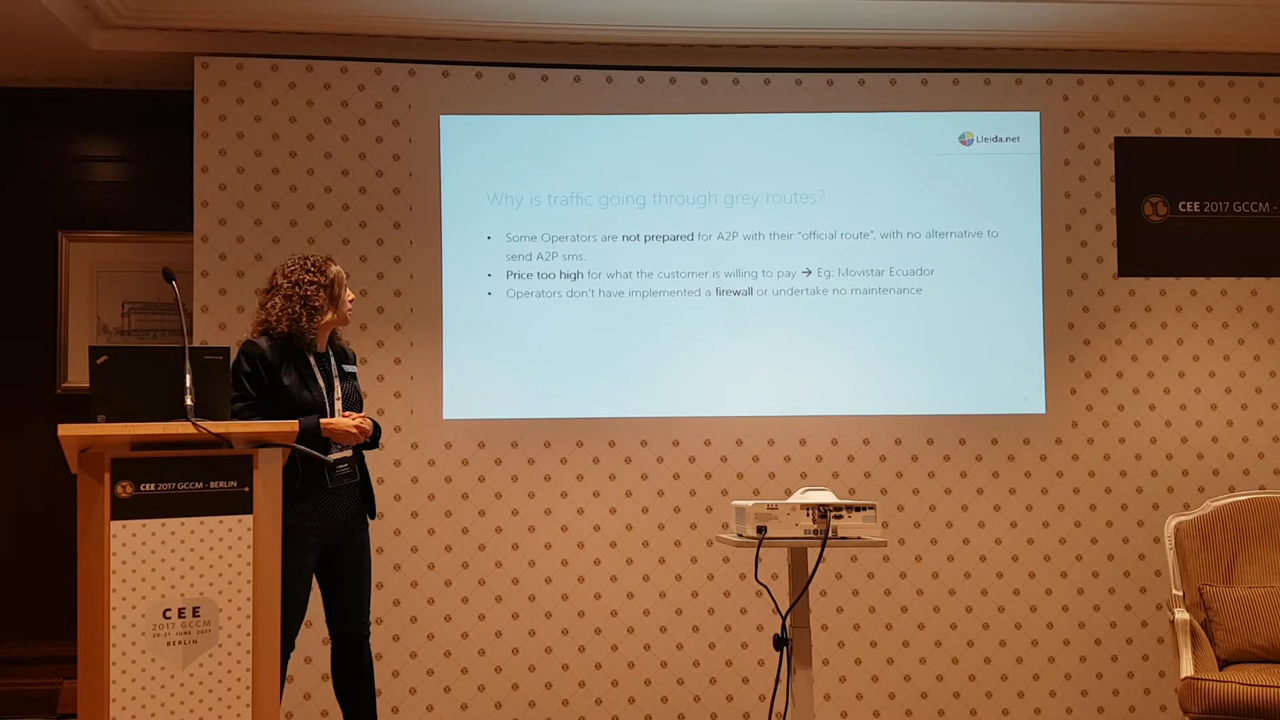 Lleida.net
Why is traffic going through grey routes?
• Some Operators are not prepared for A2P with their "official route", with no alternative to
send A2P sms.
• Price too high for what the customer is willing to pay → Eg: Movistar Ecuador
• Operators don't have implemented a firewall or undertake no maintenance
CEE 2017 GCCM -
CEE 2017 GCCM - BERLIN
CEE
2017 GCCM
20-21 JUNE 2017
BERLIN